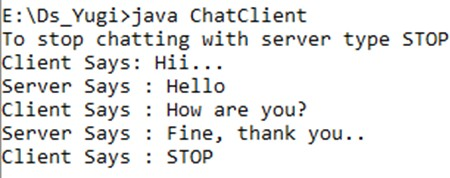 E:\Ds_Yugi>java ChatClient
To stop chatting with server type STOP
Client Says: Hii...
Server Says : Hello
Client Says : How are you?
Server Says : Fine, thank you..
Client Says : STOP